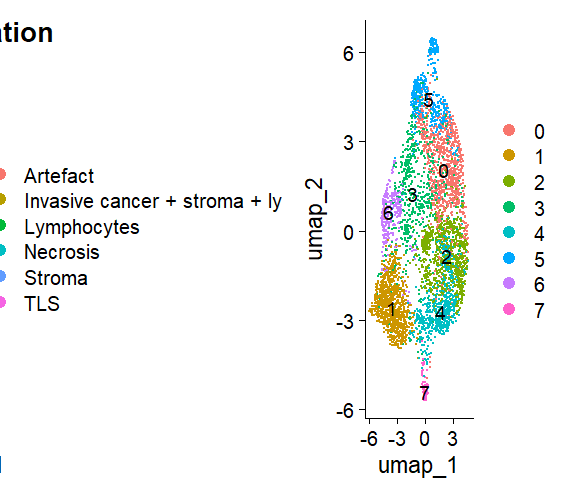 ation
Artefact
Invasive cancer + stroma + ly
Lymphocytes
Necrosis
Stroma
TLS
umap_2
6
3
0
-3
-6
5
0
3
6
2
1
4
7
-6 -3 0 3
umap_1
0
1
2
3
4
5
6
7